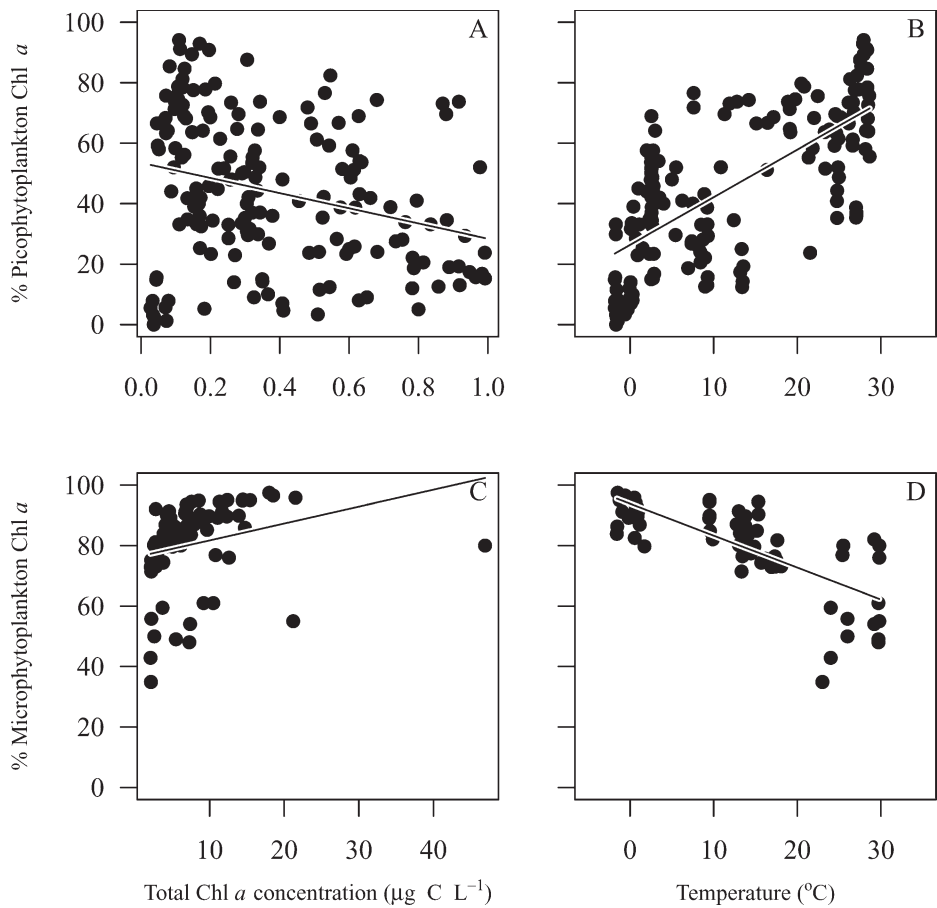 % Picophytoplankton Chl a
100
80
60
40
20
0
A
0.0 0.2 0.4 0.6 0.8 1.0
B
0 10 20 30
% Microphytoplankton Chl a
100
80
60
40
20
0
C
10 20 30 40
Total Chl a concentration (μg C L⁻¹)
D
0 10 20 30
Temperature (ºC)